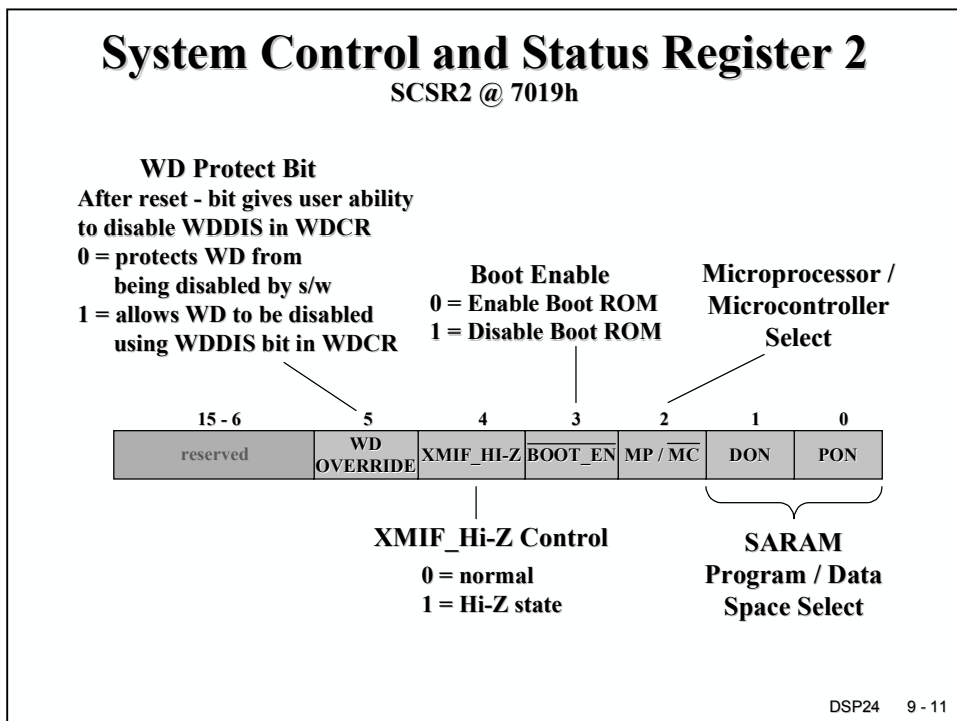 System Control and Status Register 2
SCSR2 @ 7019h
WD Protect Bit
After reset - bit gives user ability
to disable WDDIS in WDCR
0 = protects WD from
being disabled by s/w
1 = allows WD to be disabled
using WDDIS bit in WDCR
Boot Enable
0 = Enable Boot ROM
1 = Disable Boot ROM
Microprocessor /
Microcontroller
Select
15 - 6 5 4 3 2 1 0
reserved WD OVERRIDE XMIF_HI-Z BOOT_EN MP / MC DON PON
XMIF_Hi-Z Control
0 = normal
1 = Hi-Z state
SARAM
Program / Data
Space Select
DSP24 9 - 11